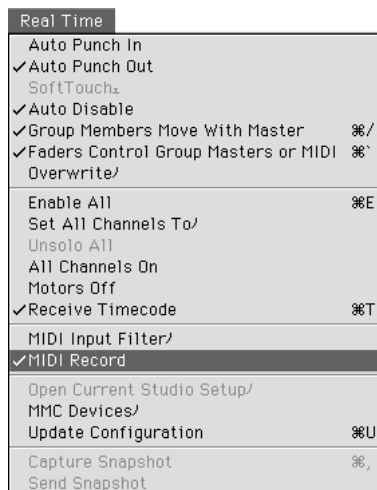 Real Time
Auto Punch In
✓Auto Punch Out
SoftTouch±
✓Auto Disable
✓Group Members Move With Master ⌘/
✓Faders Control Group Masters or MIDI ⌘`
Overwrite/
Enable All ⌘E
Set All Channels To/
Unsolo All
All Channels On
Motors Off
✓Receive Timecode ⌘T
MIDI Input Filter/
✓MIDI Record
Open Current Studio Setup/
MMC Devices/
Update Configuration ⌘U
Capture Snapshot ⌘,
Send Snapshot